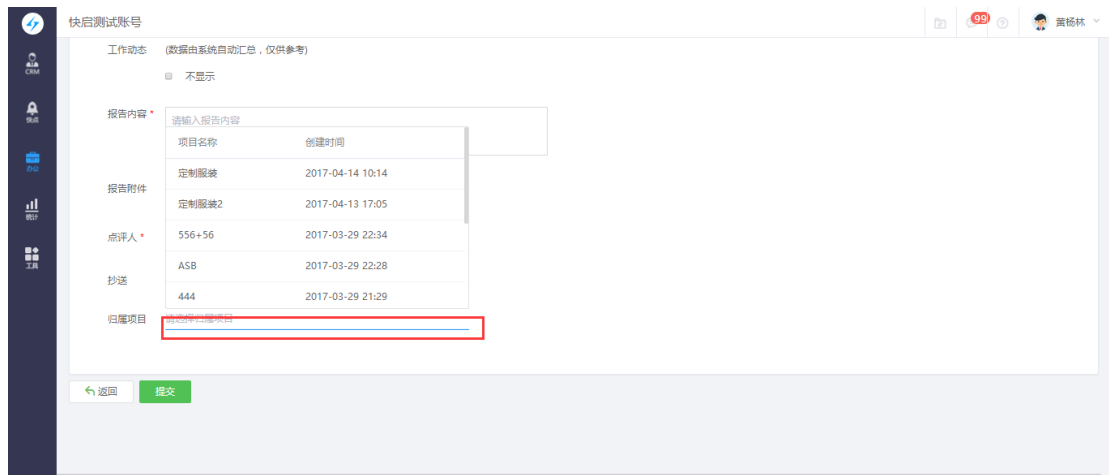 快启测试账号
99
黄杨林
CRM
快点
办公
统计
工具
工作动态 (数据由系统自动汇总，仅供参考)
不显示
报告内容 *
请输入报告内容
项目名称 创建时间
定制服装 2017-04-14 10:14
定制服装2 2017-04-13 17:05
556+56 2017-03-29 22:34
ASB 2017-03-29 22:28
444 2017-03-29 21:29
报告附件
点评人 *
抄送
归属项目 请选择归属项目
返回 提交